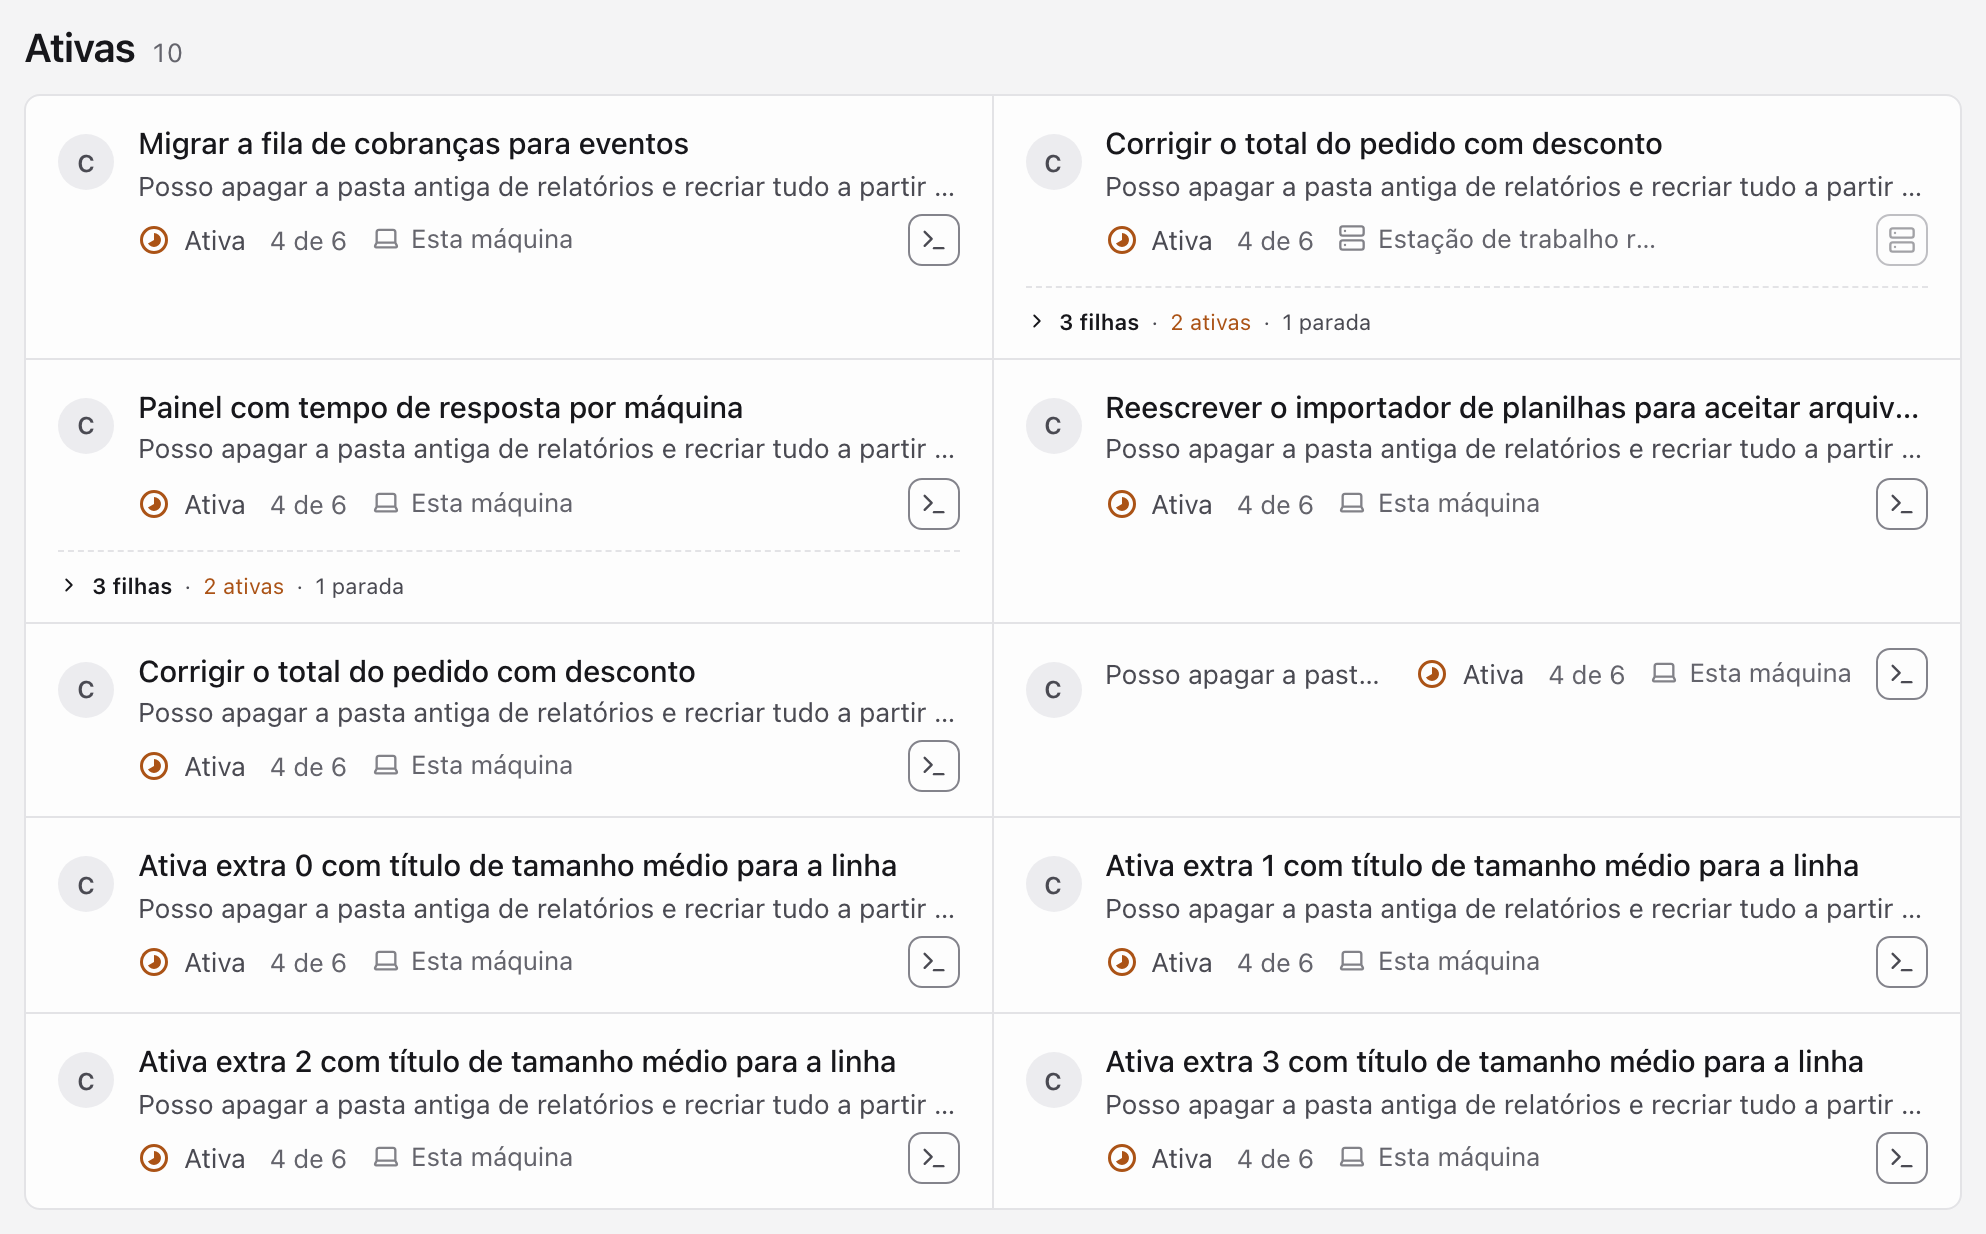 Ativas 10
C
Migrar a fila de cobranças para eventos
Posso apagar a pasta antiga de relatórios e recriar tudo a partir ...
Ativa 4 de 6 Esta máquina
C
Corrigir o total do pedido com desconto
Posso apagar a pasta antiga de relatórios e recriar tudo a partir ...
Ativa 4 de 6 Estação de trabalho r...
3 filhas · 2 ativas · 1 parada
C
Painel com tempo de resposta por máquina
Posso apagar a pasta antiga de relatórios e recriar tudo a partir ...
Ativa 4 de 6 Esta máquina
3 filhas · 2 ativas · 1 parada
C
Reescrever o importador de planilhas para aceitar arquiv...
Posso apagar a pasta antiga de relatórios e recriar tudo a partir ...
Ativa 4 de 6 Esta máquina
C
Corrigir o total do pedido com desconto
Posso apagar a pasta antiga de relatórios e recriar tudo a partir ...
Ativa 4 de 6 Esta máquina
C
Posso apagar a past... Ativa 4 de 6 Esta máquina
C
Ativa extra 0 com título de tamanho médio para a linha
Posso apagar a pasta antiga de relatórios e recriar tudo a partir ...
Ativa 4 de 6 Esta máquina
C
Ativa extra 1 com título de tamanho médio para a linha
Posso apagar a pasta antiga de relatórios e recriar tudo a partir ...
Ativa 4 de 6 Esta máquina
C
Ativa extra 2 com título de tamanho médio para a linha
Posso apagar a pasta antiga de relatórios e recriar tudo a partir ...
Ativa 4 de 6 Esta máquina
C
Ativa extra 3 com título de tamanho médio para a linha
Posso apagar a pasta antiga de relatórios e recriar tudo a partir ...
Ativa 4 de 6 Esta máquina